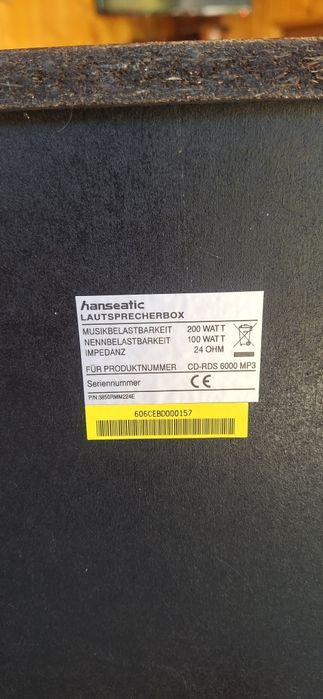 hanseatic
LAUTSPRECHERBOX
MUSIKBELASTBARKEIT 200 WATT
NENNBELASTBARKEIT 100 WATT
IMPEDANZ 24 OHM
FÜR PRODUKTNUMMER CD-RDS 6000 MP3
Seriennummer CE
P/N:3850RMM224E
606CEBD000157